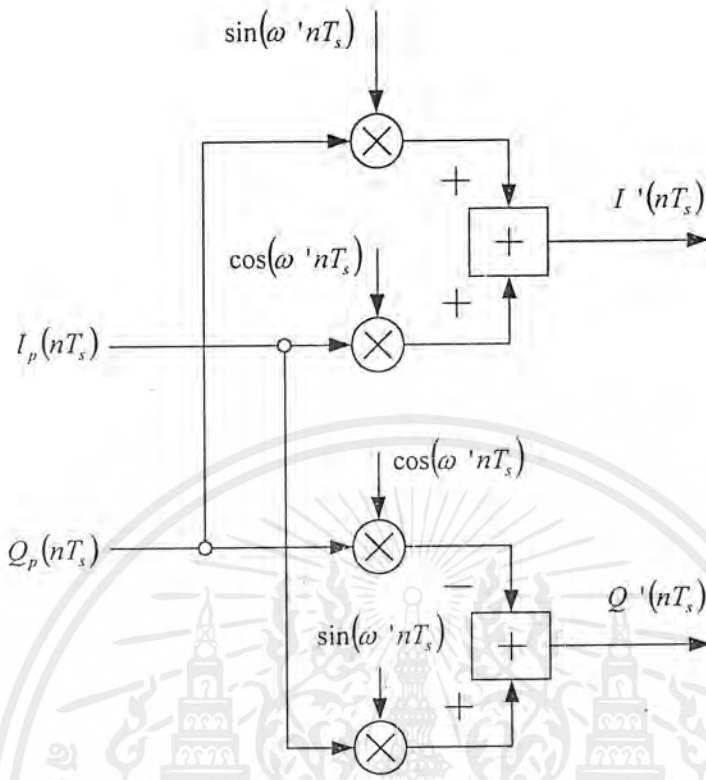 sin(ω 'nT_s)
+
I '(nT_s)
+
cos(ω 'nT_s)
+
I_p(nT_s)
cos(ω 'nT_s)
Q_p(nT_s)
−
Q '(nT_s)
sin(ω 'nT_s)
+
+